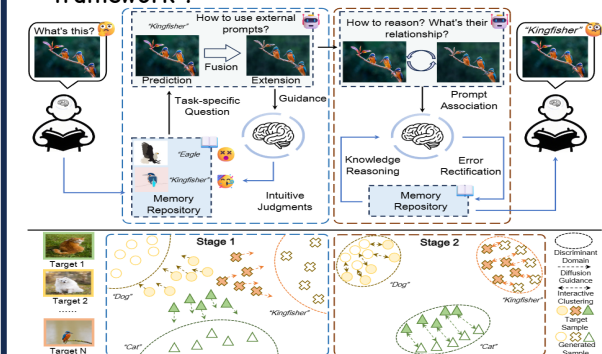 framework :
What's this?
"Kingfisher"
How to use external
prompts?
Fusion
Prediction
Extension
Task-specific
Question
Guidance
"Eagle
"Kingfisher"
Memory
Repository
Intuitive
Judgments
How to reason? What's their
relationship?
Prompt
Association
Knowledge
Reasoning
Error
Rectification
Memory
Repository
"Kingfisher"
Target 1
Target 2
......
Target N
Stage 1
"Dog"
"Kingfisher"
"Cat"
Stage 2
"Dog"
"Kingfisher"
"Cat"
Discriminant
Domain
Diffusion
Guidance
Interactive
Clustering
Target
Sample
Generated
Sample